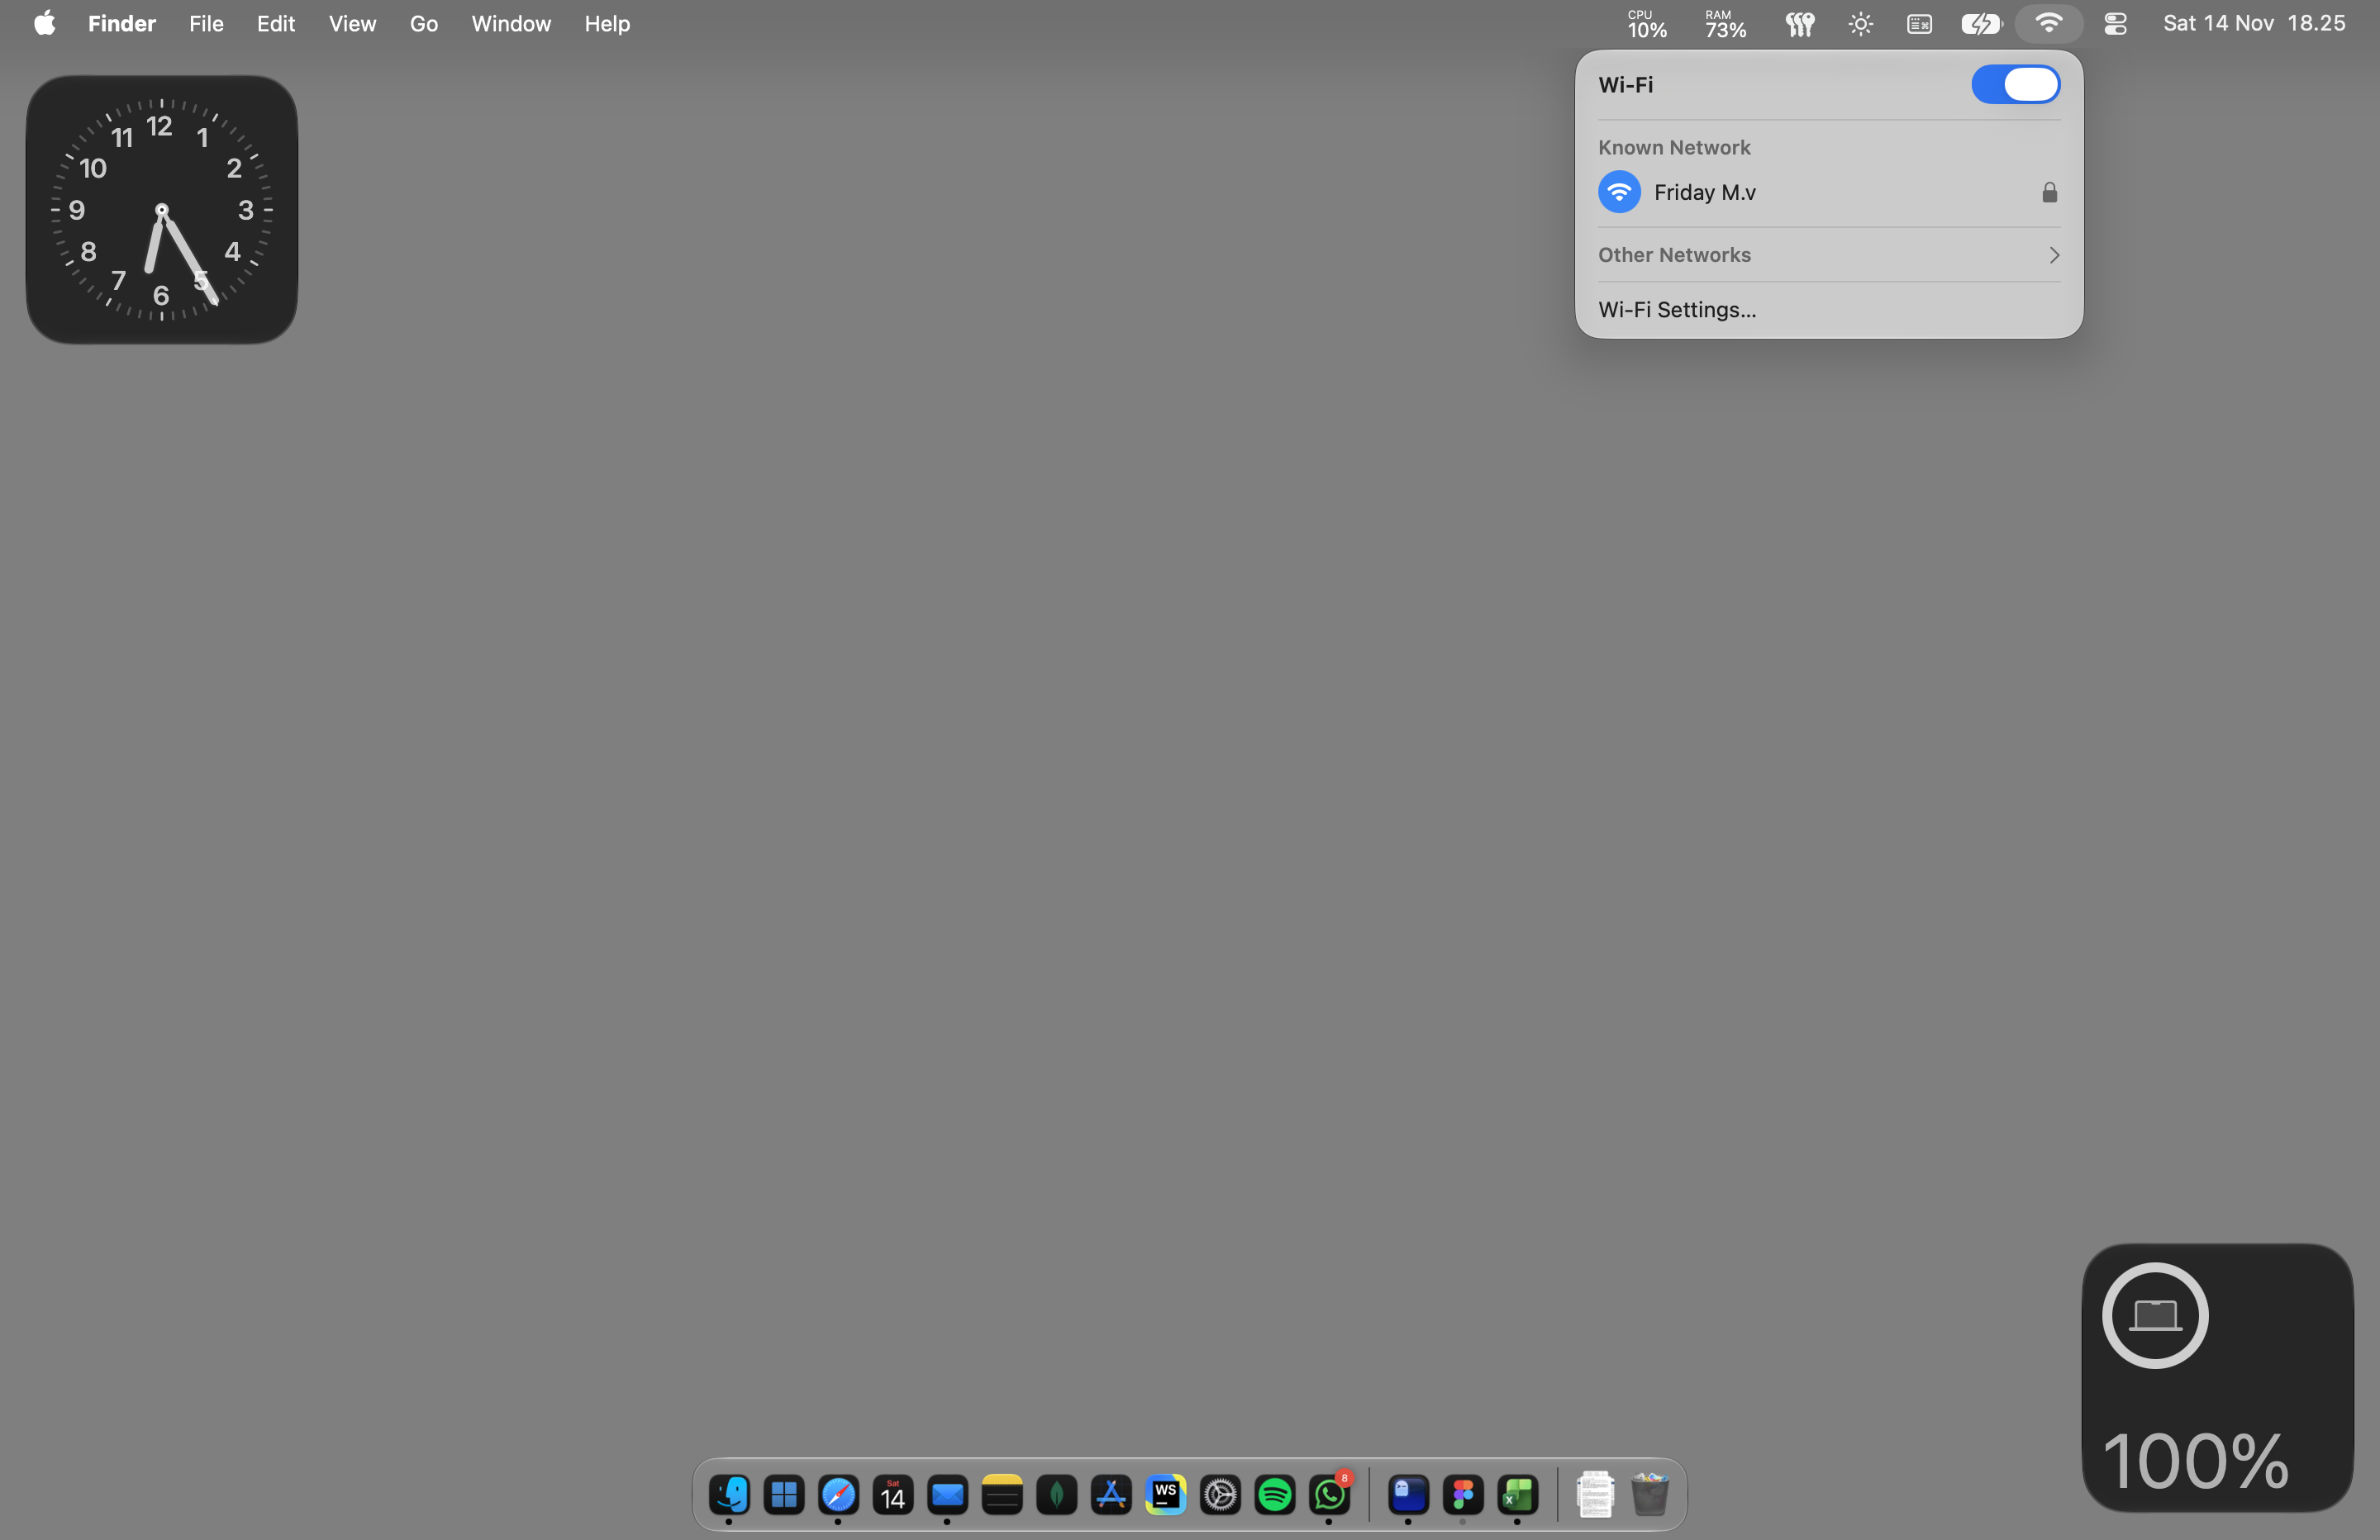 Finder File Edit View Go Window Help
CPU 10% RAM 73% Sat 14 Nov 18.25
Wi-Fi
Known Network
Friday M.v
Other Networks
Wi-Fi Settings...
12
11 1
10 2
9 3
8 4
7 5
6
100%
Sat
14
WS
8
X